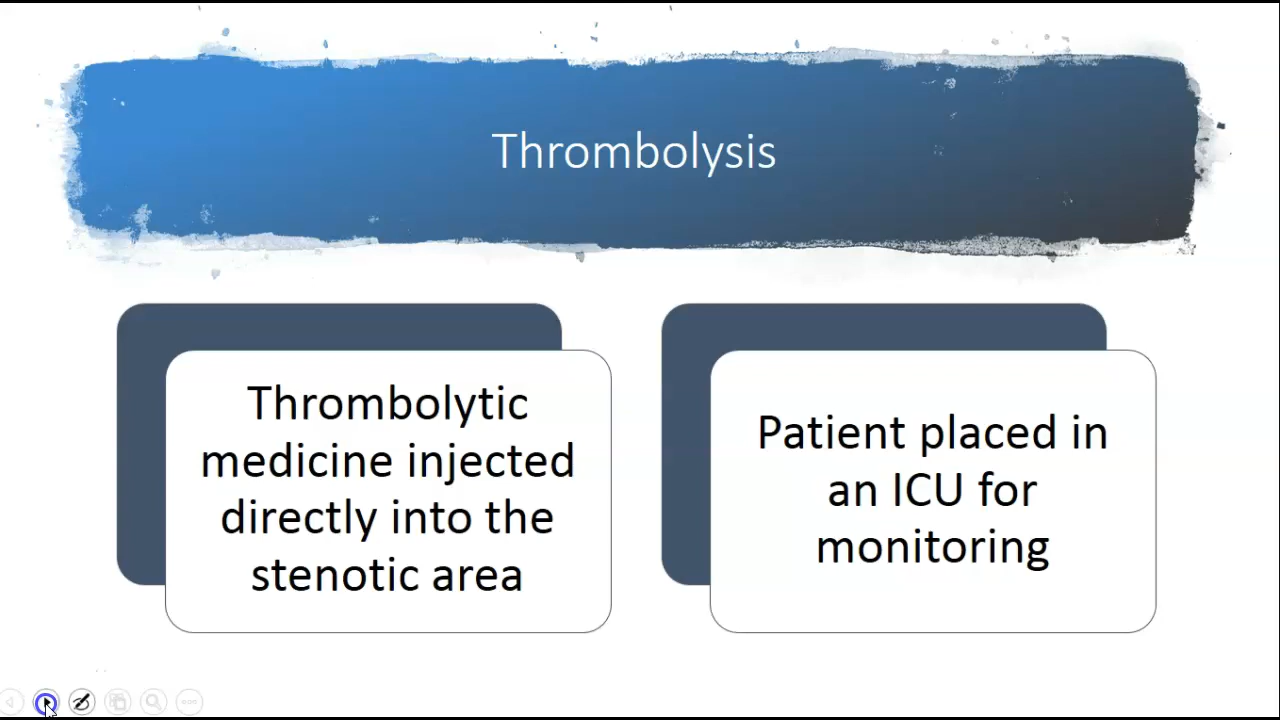 Thrombolysis
Thrombolytic
medicine injected
directly into the
stenotic area
Patient placed in
an ICU for
monitoring